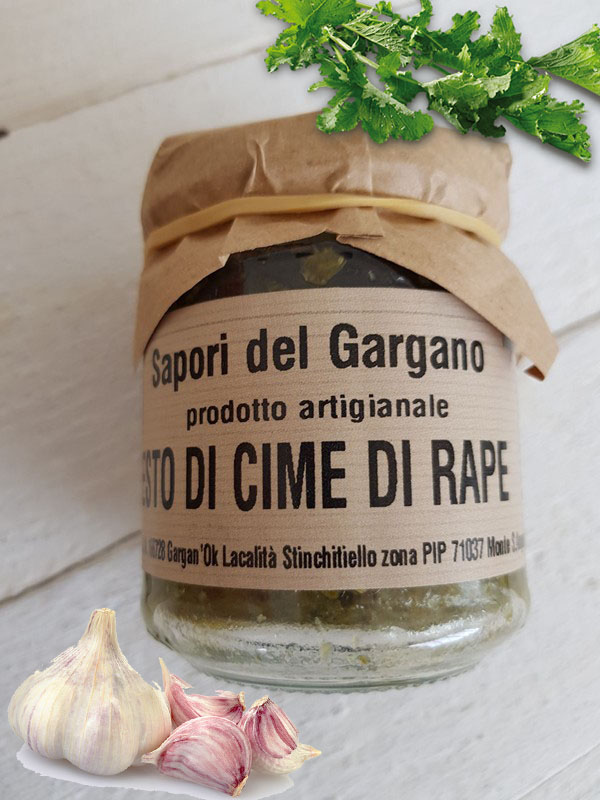 Sapori del Gargano
prodotto artigianale
ESTO DI CIME DI RAPE
Gargan'Ok Lacalità Stinchitiello zona PIP 71037 Monte S.